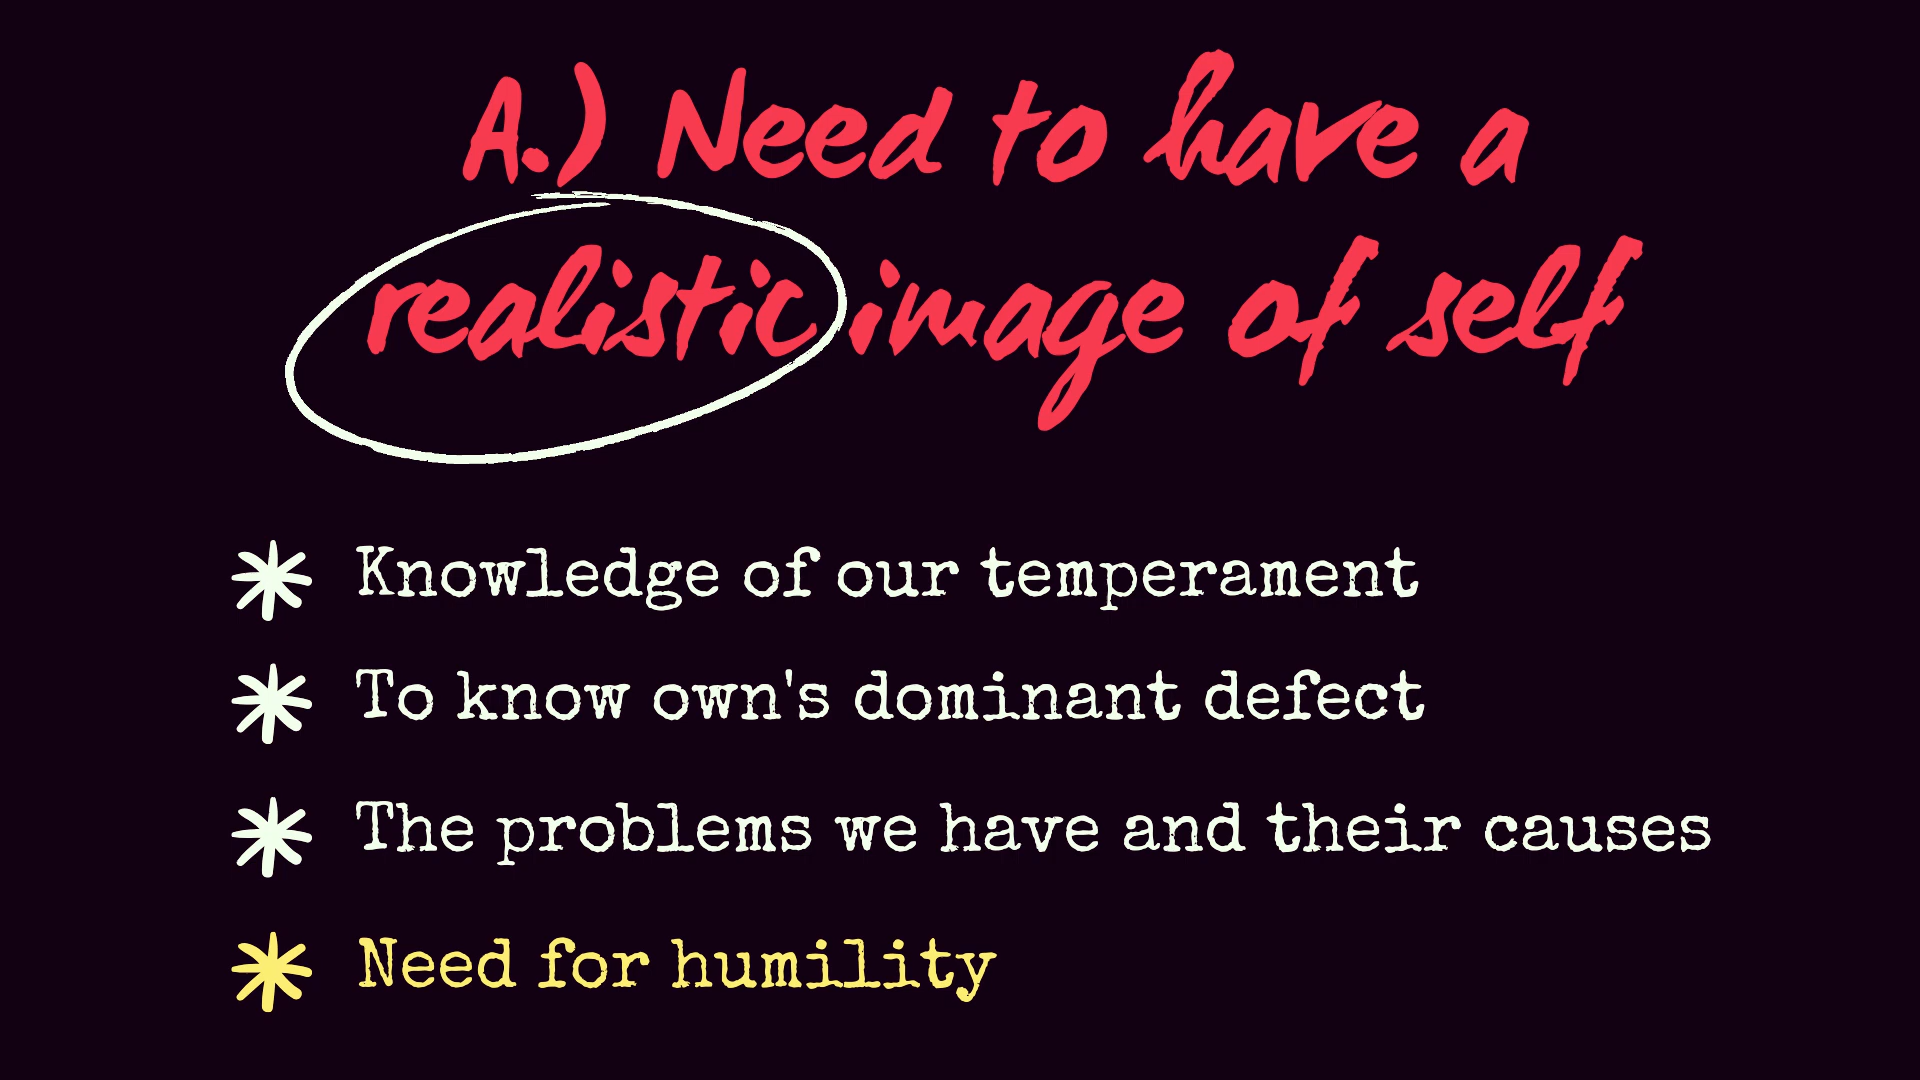 A.) Need to have a
realistic image of self
Knowledge of our temperament
To know own's dominant defect
The problems we have and their causes
Need for humility